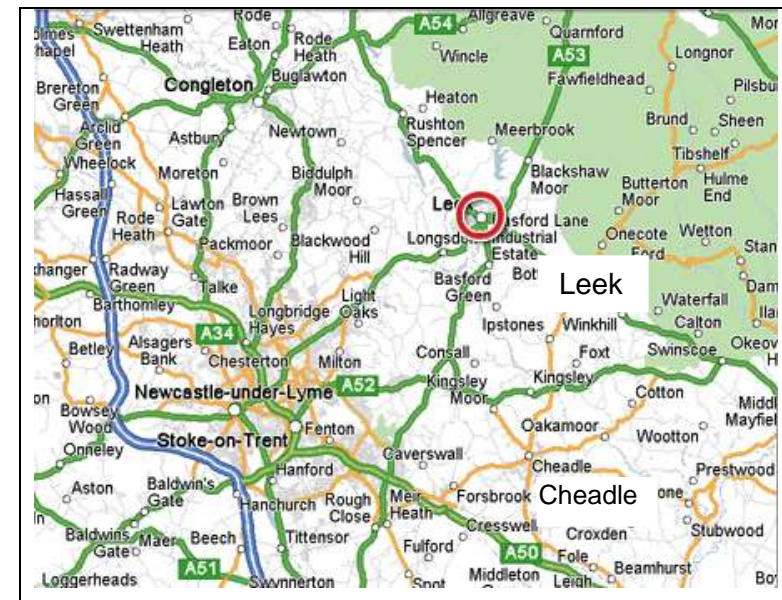 Rode
Allgreave
Swettenham
Heath
Eaton
Rode
Heath
A54
Quarnford
Wincle
A53
Longnor
Buglawton
Congleton
Fawfieldhead
Brereton
Green
Heaton
Arclid
Green
Astbury
Newtown
Rushton
Spencer
Meerbrook
Brund
Sheen
Wheelock
Tibshelf
Moreton
Biddulph
Moor
Blackshaw
Moor
Butterton
Moor
Hulme
End
Hassall
Green
Rode
Heath
Lawton
Gate
Brown
Lees
Packmoor
Blackwood
Hill
Basford Lane
Industrial
Estate
Onecote
Wetton
Ford
Radway
Green
Talke
Basford
Green
Leek
Barthomley
Longbridge
Hayes
Light
Oaks
Waterfall
Calton
Ipstones
Winkhill
A34
Alsagers
Bank
Betley
Chesterton
Milton
Consall
Foxt
Swinscoe
Newcastle-under-Lyme
A52
Kingsley
Moor
Kingsley
Cotton
Bowsey
Wood
Stoke-on-Trent
Fenton
Oakamoor
Wootton
Onneley
Hanford
Caverswall
Cheadle
Prestwood
Aston
Baldwin's
Gate
Hanchurch
Rough
Close
Meir
Heath
Forsbrook
Cheadle
Cresswell
Croxden
Stubwood
Baldwins
Gate
Maer
Beech
Tittensor
Fulford
A50
Fole
Beamhurst
A51
Loggerheads
Swynnerton
Middleton
Leigh